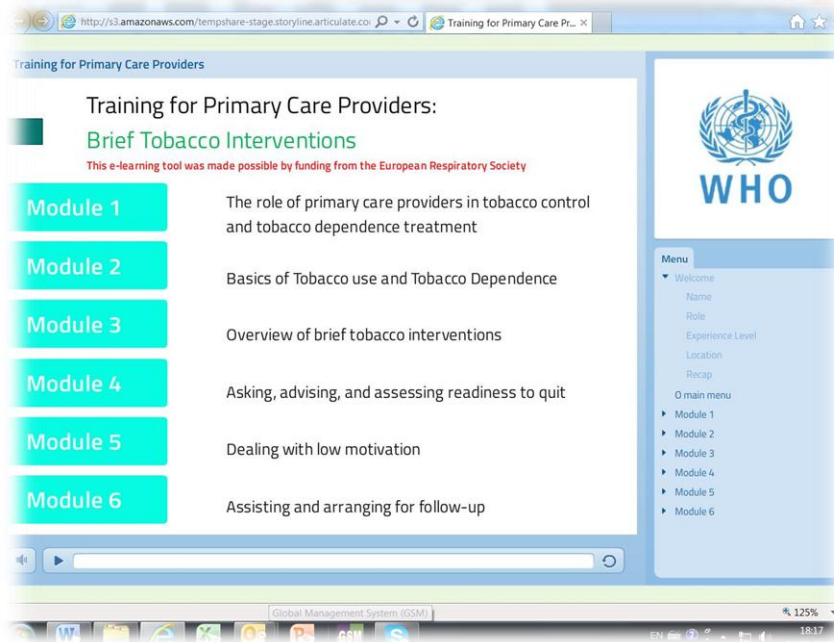 http://s3.amazonaws.com/tempshare-stage.storyline.articulate.co
Training for Primary Care Pr...
Training for Primary Care Providers
Training for Primary Care Providers:
Brief Tobacco Interventions
This e-learning tool was made possible by funding from the European Respiratory Society
Module 1
The role of primary care providers in tobacco control
and tobacco dependence treatment
Module 2
Basics of Tobacco use and Tobacco Dependence
Module 3
Overview of brief tobacco interventions
Module 4
Asking, advising, and assessing readiness to quit
Module 5
Dealing with low motivation
Module 6
Assisting and arranging for follow-up
WHO
Menu
Welcome
Name
Role
Experience Level
Location
Recap
0 main menu
Module 1
Module 2
Module 3
Module 4
Module 5
Module 6
Global Management System (GSM)
125%
GSM
EN
18:17